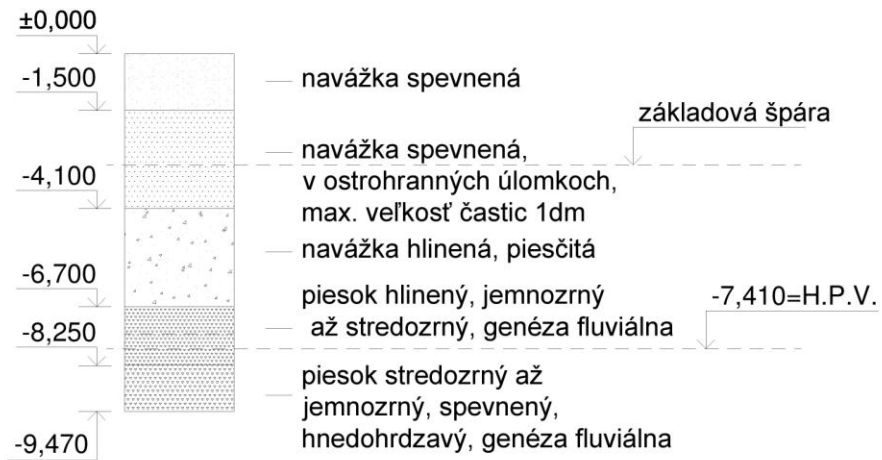 ±0,000
-1,500
-4,100
-6,700
-8,250
-9,470
navážka spevnená
základová špára
navážka spevnená,
v ostrohranných úlomkoch,
max. veľkosť častic 1dm
navážka hlinená, piesčitá
piesok hlinený, jemnozrný
až stredozrný, genéza fluviálna
-7,410=H.P.V.
piesok stredozrný až
jemnozrný, spevnený,
hnedohrdzavý, genéza fluviálna